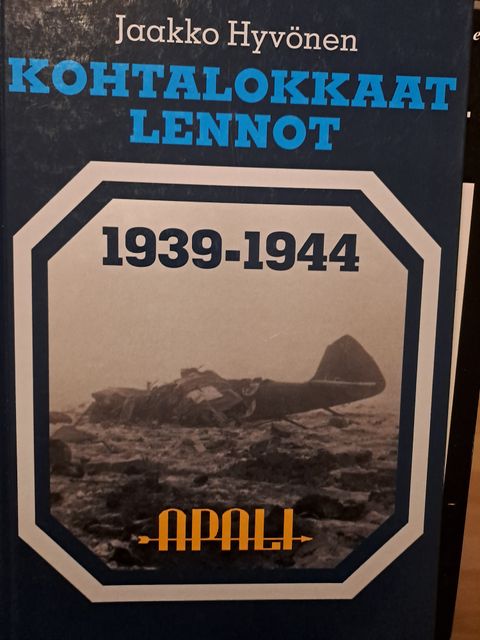 Jaakko Hyvönen
KOHTALOKKAAT
LENNOT
1939-1944
APALI